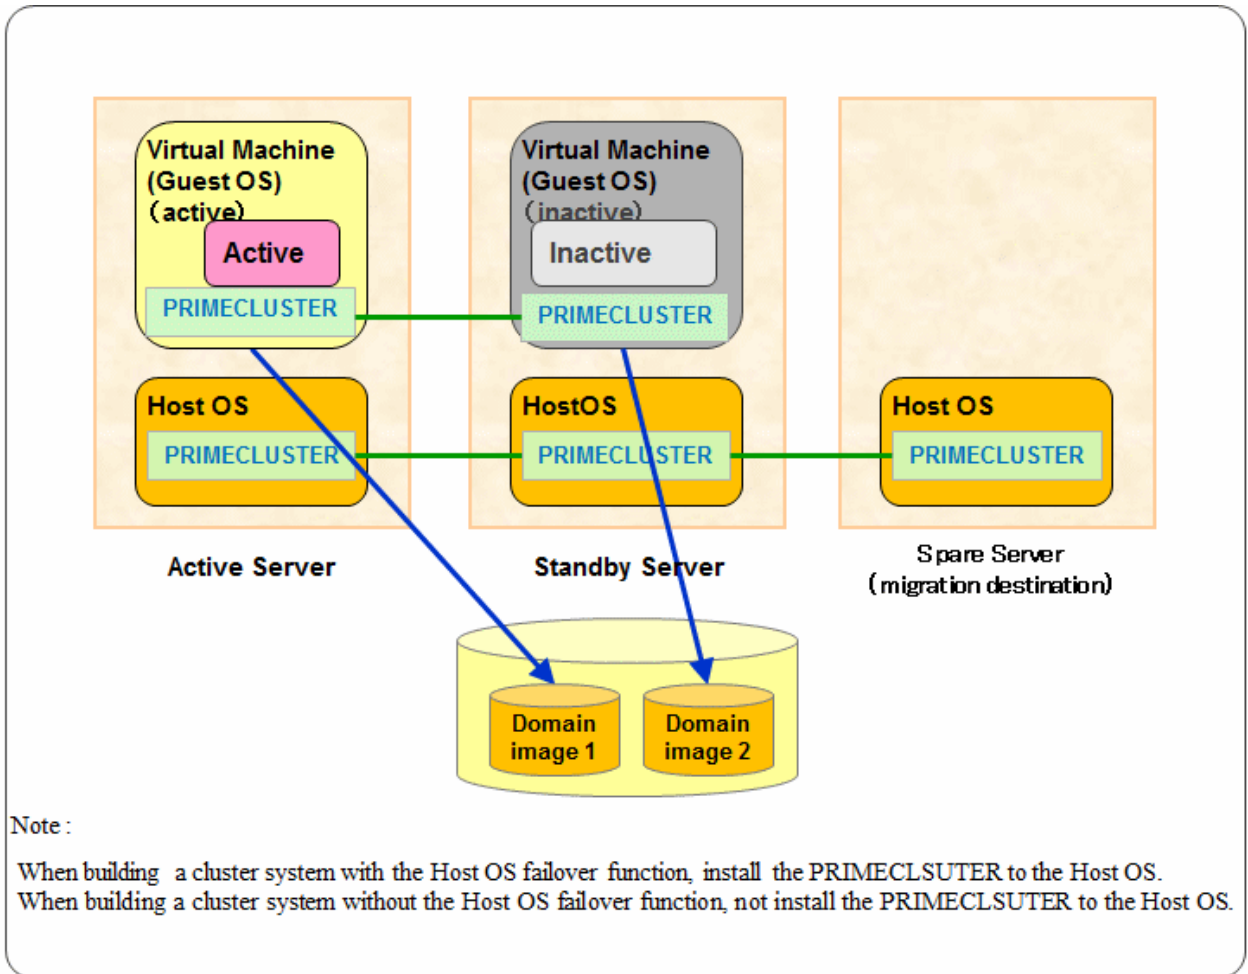 Virtual Machine
(Guest OS)
(active)
Active
PRIMECLUSTER
Virtual Machine
(Guest OS)
(inactive)
Inactive
PRIMECLUSTER
Host OS
PRIMECLUSTER
HostOS
PRIMECLUSTER
Host OS
PRIMECLUSTER
Active Server
Standby Server
Spare Server
(migration destination)
Domain
image 1
Domain
image 2
Note :
When building a cluster system with the Host OS failover function, install the PRIMECLSUTER to the Host OS.
When building a cluster system without the Host OS failover function, not install the PRIMECLSUTER to the Host OS.